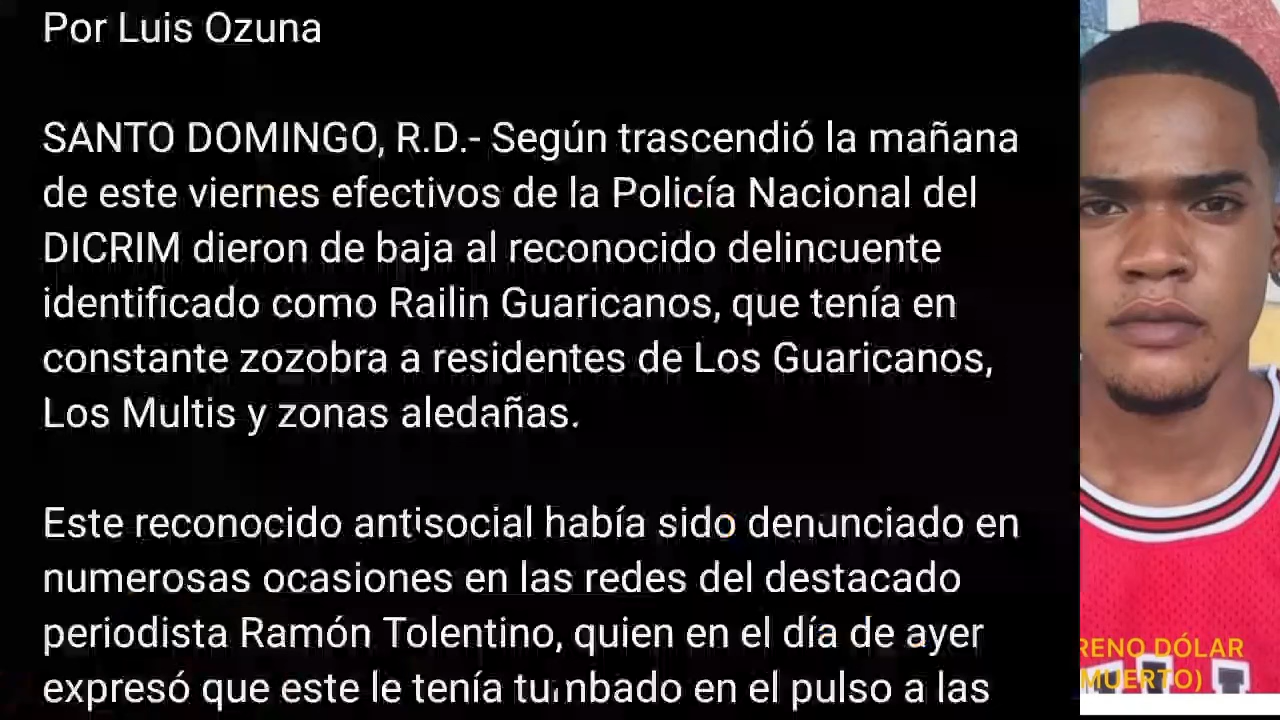 Por Luis Ozuna
SANTO DOMINGO, R.D.- Según trascendió la mañana
de este viernes efectivos de la Policía Nacional del
DICRIM dieron de baja al reconocido delincuente
identificado como Railin Guaricanos, que tenía en
constante zozobra a residentes de Los Guaricanos,
Los Multis y zonas aledañas.
Este reconocido antisocial había sido denunciado en
numerosas ocasiones en las redes del destacado
periodista Ramón Tolentino, quien en el día de ayer
expresó que este le tenía tumbado en el pulso a las
RENO DÓLAR
MUERTO)